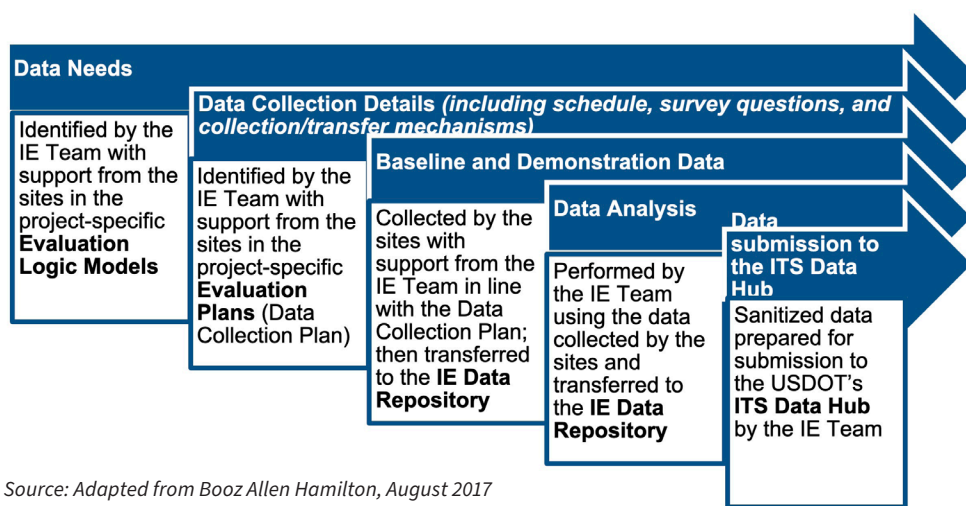 Data Needs
Identified by the
IE Team with
support from the
sites in the
project-specific
Evaluation
Logic Models
Data Collection Details (including schedule, survey questions, and
collection/transfer mechanisms)
Identified by the
IE Team with
support from the
sites in the
project-specific
Evaluation
Plans (Data
Collection Plan)
Baseline and Demonstration Data
Collected by the
sites with
support from the
IE Team in line
with the Data
Collection Plan;
then transferred
to the IE Data
Repository
Data Analysis
Performed by
the IE Team
using the data
collected by the
sites and
transferred to
the IE Data
Repository
Data
submission to
the ITS Data
Hub
Sanitized data
prepared for
submission to
the USDOT’s
ITS Data Hub
by the IE Team
Source: Adapted from Booz Allen Hamilton, August 2017